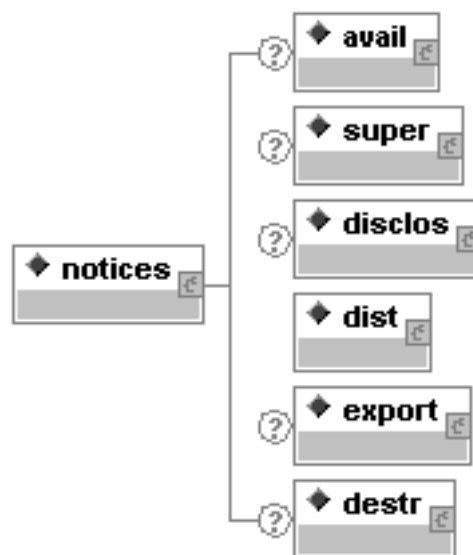 ? avail
? super
? disclos
notices
dist
? export
? destr